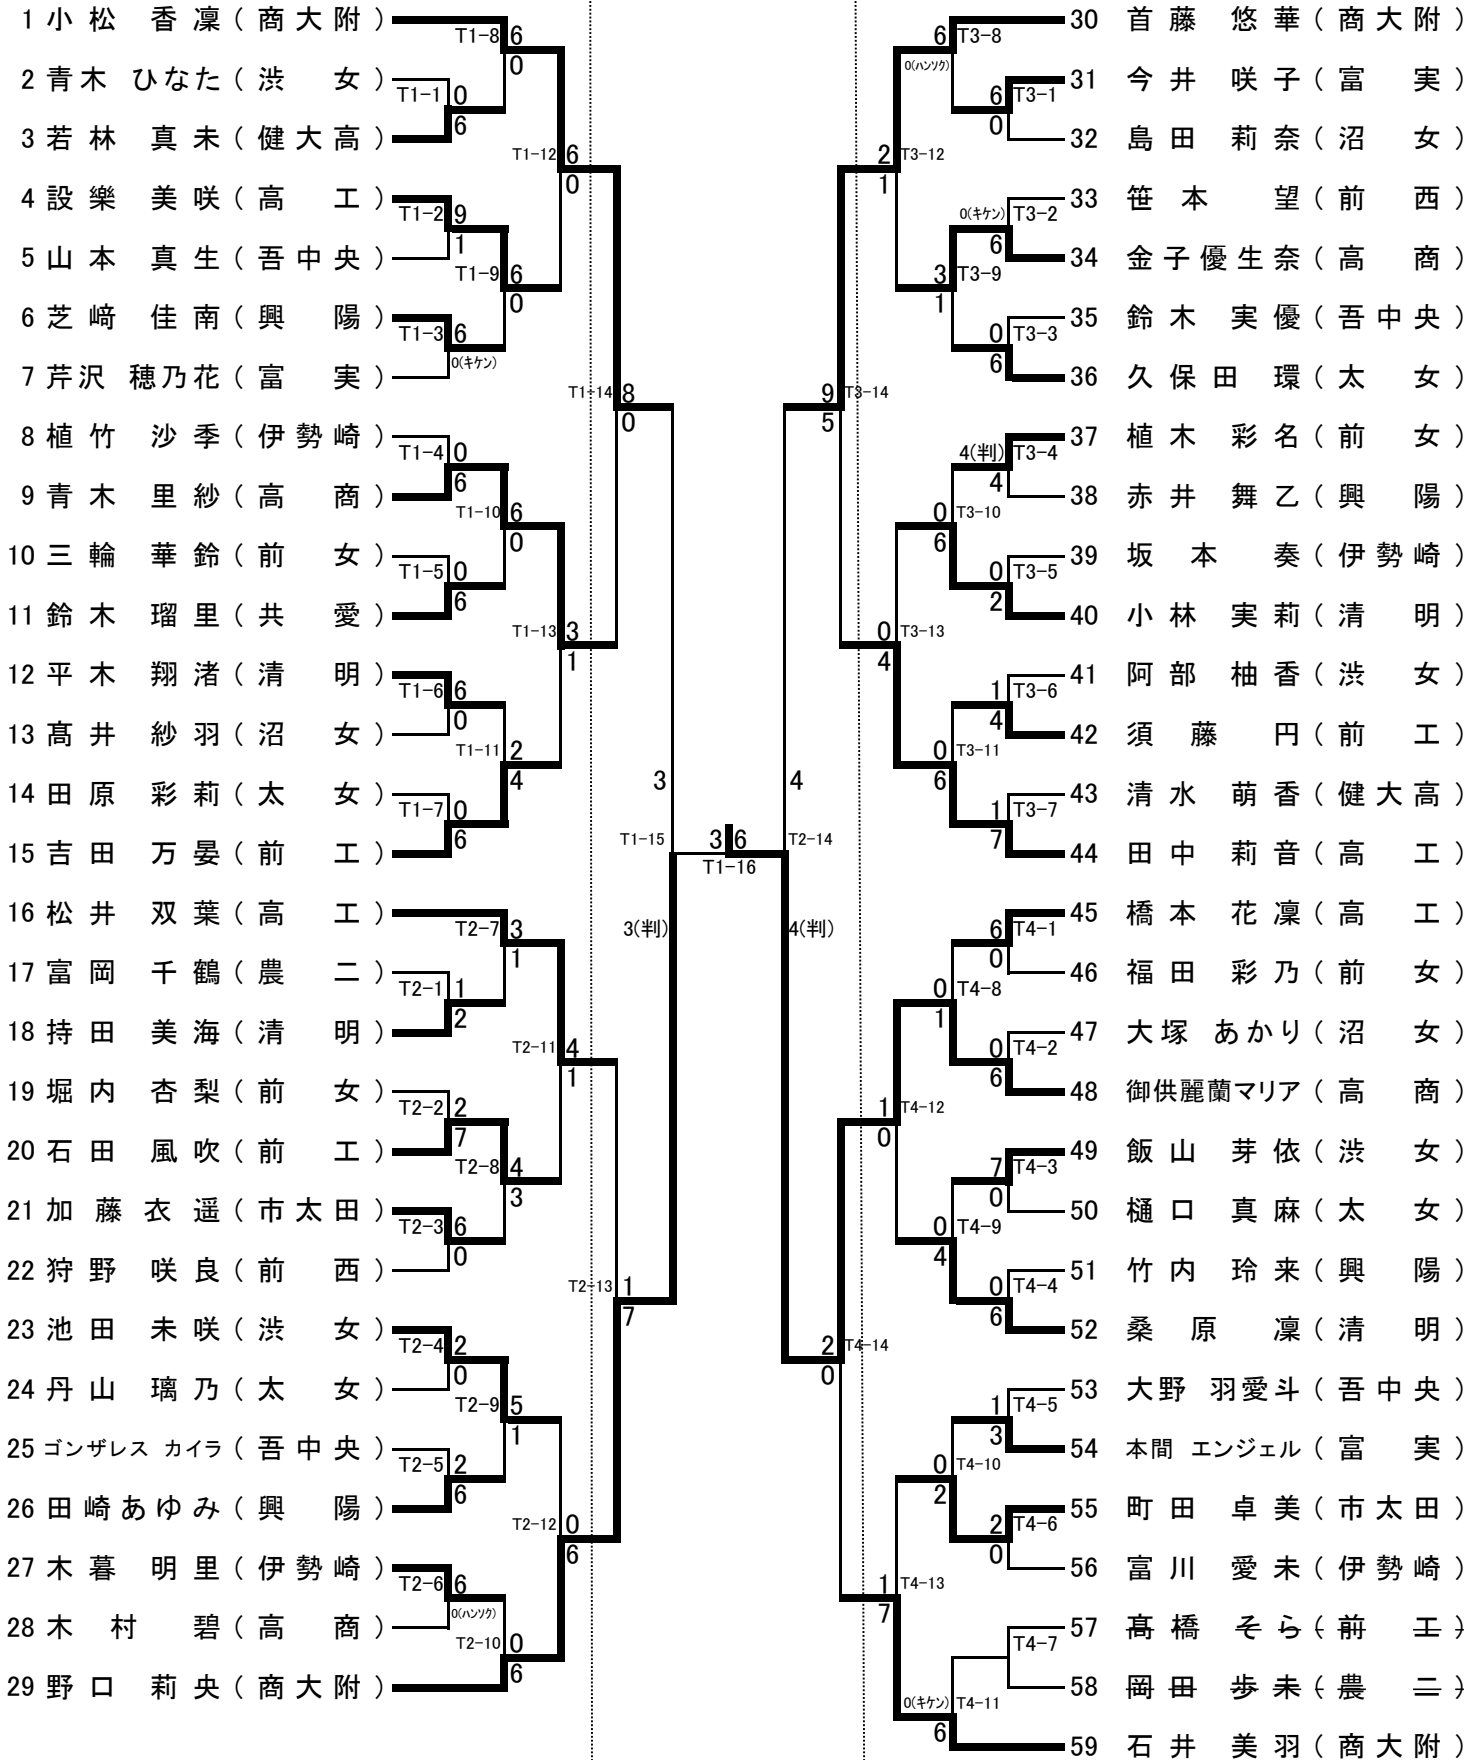 1 小松 香凜(商大附)
2 青木 ひなた(渋女)
3 若林 真未(健大高)
4 設樂 美咲(高工)
5 山本 真生(吾中央)
6 芝﨑 佳南(興陽)
7 芹沢 穂乃花(富実)
8 植竹 沙季(伊勢崎)
9 青木 里紗(高商)
10 三輪 華鈴(前女)
11 鈴木 瑠里(共愛)
12 平木 翔渚(清明)
13 髙井 紗羽(沼女)
14 田原 彩莉(太女)
15 吉田 万晏(前工)
16 松井 双葉(高工)
17 富岡 千鶴(農二)
18 持田 美海(清明)
19 堀内 杏梨(前女)
20 石田 風吹(前工)
21 加藤 衣遥(市太田)
22 狩野 咲良(前西)
23 池田 未咲(渋女)
24 丹山 璃乃(太女)
25 ゴンザレス カイラ(吾中央)
26 田崎あゆみ(興陽)
27 木暮 明里(伊勢崎)
28 木村 碧(高商)
29 野口 莉央(商大附)
T1-8 6
0
T1-1 0
6
T1-12 6
0
T1-2 9
1
T1-9 6
0
T1-3 6
0(キケン)
T1-14 8
0
T1-4 0
6
T1-10 6
0
T1-5 0
6
T1-13 3
1
T1-6 6
0
T1-11 2
4
T1-7 0
6
T2-7 3
1
T2-1 1
2
T2-11 4
1
T2-2 2
7
T2-8 4
3
T2-3 6
0
T2-13 1
7
T2-4 2
0
T2-9 5
1
T2-5 2
6
T2-12 0
6
T2-6 6
0(ハンソク)
T2-10 0
6
3
T1-15
3(判)
3 6
T1-16
4
T2-14
4(判)
6 T3-8
0(ハンソク)
6 T3-1
0
2 T3-12
1
0(キケン) T3-2
6
3 T3-9
1
0 T3-3
6
9 T3-14
5
4(判) T3-4
4
0 T3-10
6
0 T3-5
2
0 T3-13
4
1 T3-6
4
0 T3-11
6
1 T3-7
7
6 T4-1
0
0 T4-8
1
0 T4-2
6
1 T4-12
0
7 T4-3
0
0 T4-9
4
0 T4-4
6
2 T4-14
0
1 T4-5
3
0 T4-10
2
2 T4-6
0
1 T4-13
7
T4-7
0(キケン) T4-11
6
30 首藤 悠華(商大附)
31 今井 咲子(富実)
32 島田 莉奈(沼女)
33 笹本 望(前西)
34 金子優生奈(高商)
35 鈴木 実優(吾中央)
36 久保田 環(太女)
37 植木 彩名(前女)
38 赤井 舞乙(興陽)
39 坂本 奏(伊勢崎)
40 小林 実莉(清明)
41 阿部 柚香(渋女)
42 須藤 円(前工)
43 清水 萌香(健大高)
44 田中 莉音(高工)
45 橋本 花凜(高工)
46 福田 彩乃(前女)
47 大塚 あかり(沼女)
48 御供麗蘭マリア(高商)
49 飯山 芽依(渋女)
50 樋口 真麻(太女)
51 竹内 玲来(興陽)
52 桑原 凜(清明)
53 大野 羽愛斗(吾中央)
54 本間 エンジェル(富実)
55 町田 卓美(市太田)
56 富川 愛未(伊勢崎)
57 髙橋 そら(前工)
58 岡田 歩未(農二)
59 石井 美羽(商大附)